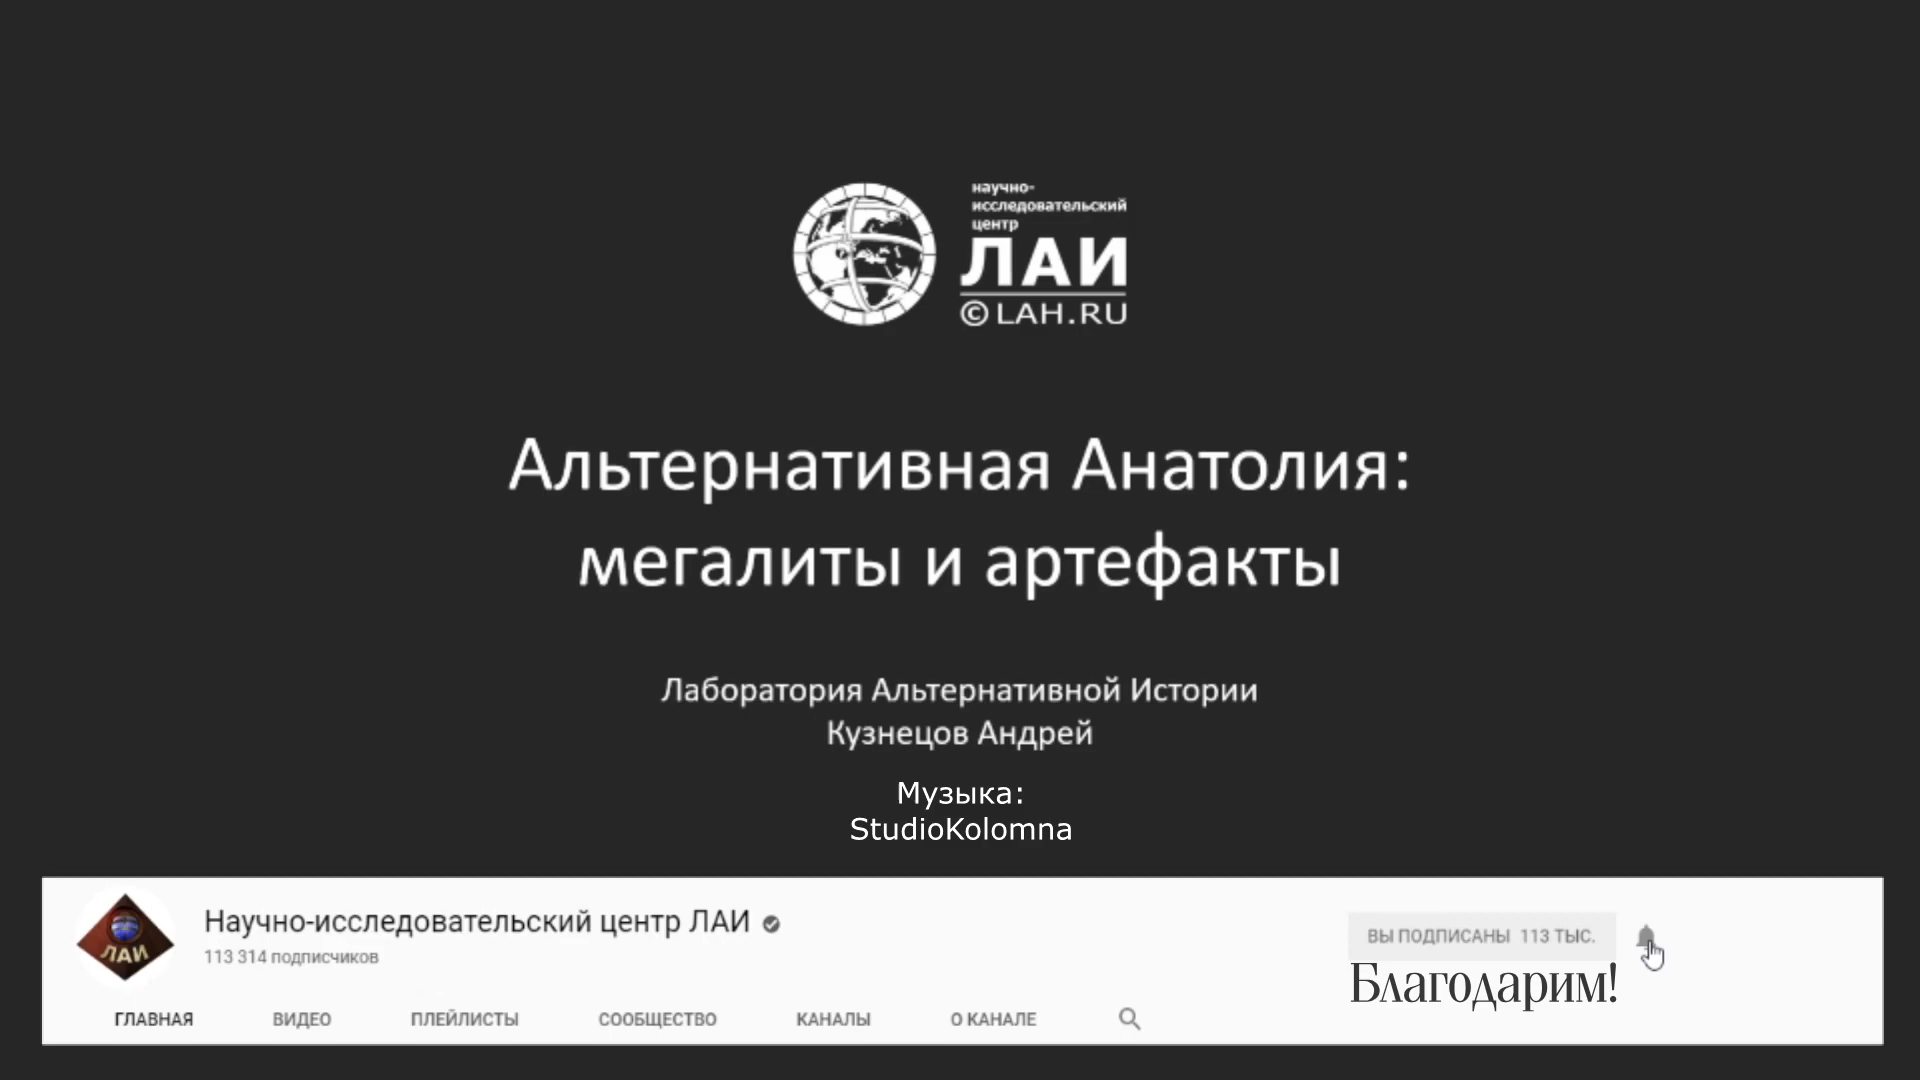 научно-
исследовательский
центр
ЛАИ
© LAH.RU
Альтернативная Анатолия:
мегалиты и артефакты
Лаборатория Альтернативной Истории
Кузнецов Андрей
Музыка:
StudioKolomna
ЛАИ
Научно-исследовательский центр ЛАИ
113 314 подписчиков
ВЫ ПОДПИСАНЫ 113 ТЫС.
Благодарим!
ГЛАВНАЯ ВИДЕО ПЛЕЙЛИСТЫ СООБЩЕСТВО КАНАЛЫ О КАНАЛЕ